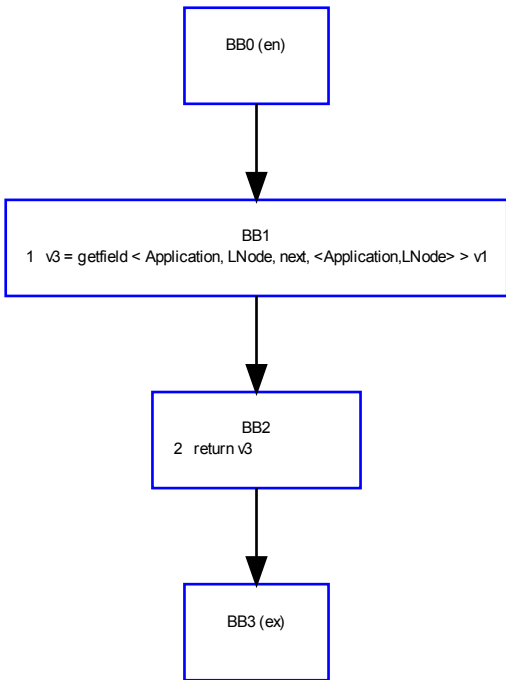 BB0 (en)
BB1
1 v3 = getfield < Application, LNode, next, <Application,LNode> > v1
BB2
2 return v3
BB3 (ex)